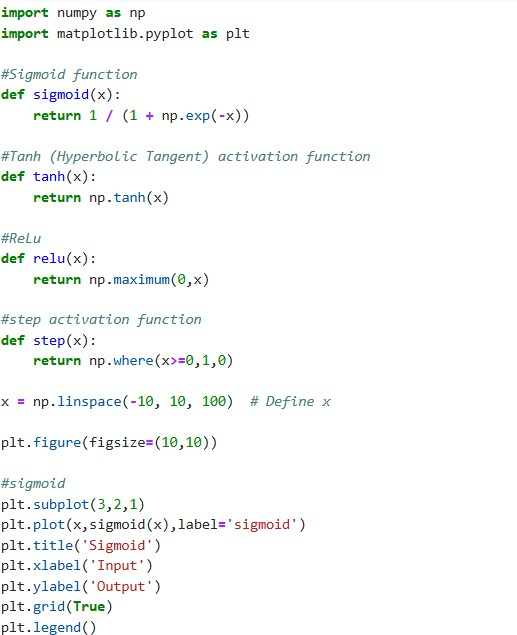 import numpy as np
import matplotlib.pyplot as plt

#Sigmoid function
def sigmoid(x):
    return 1 / (1 + np.exp(-x))

#Tanh (Hyperbolic Tangent) activation function
def tanh(x):
    return np.tanh(x)

#ReLu
def relu(x):
    return np.maximum(0,x)

#step activation function
def step(x):
    return np.where(x>=0,1,0)

x = np.linspace(-10, 10, 100)  # Define x

plt.figure(figsize=(10,10))

#sigmoid
plt.subplot(3,2,1)
plt.plot(x,sigmoid(x),label='sigmoid')
plt.title('Sigmoid')
plt.xlabel('Input')
plt.ylabel('Output')
plt.grid(True)
plt.legend()